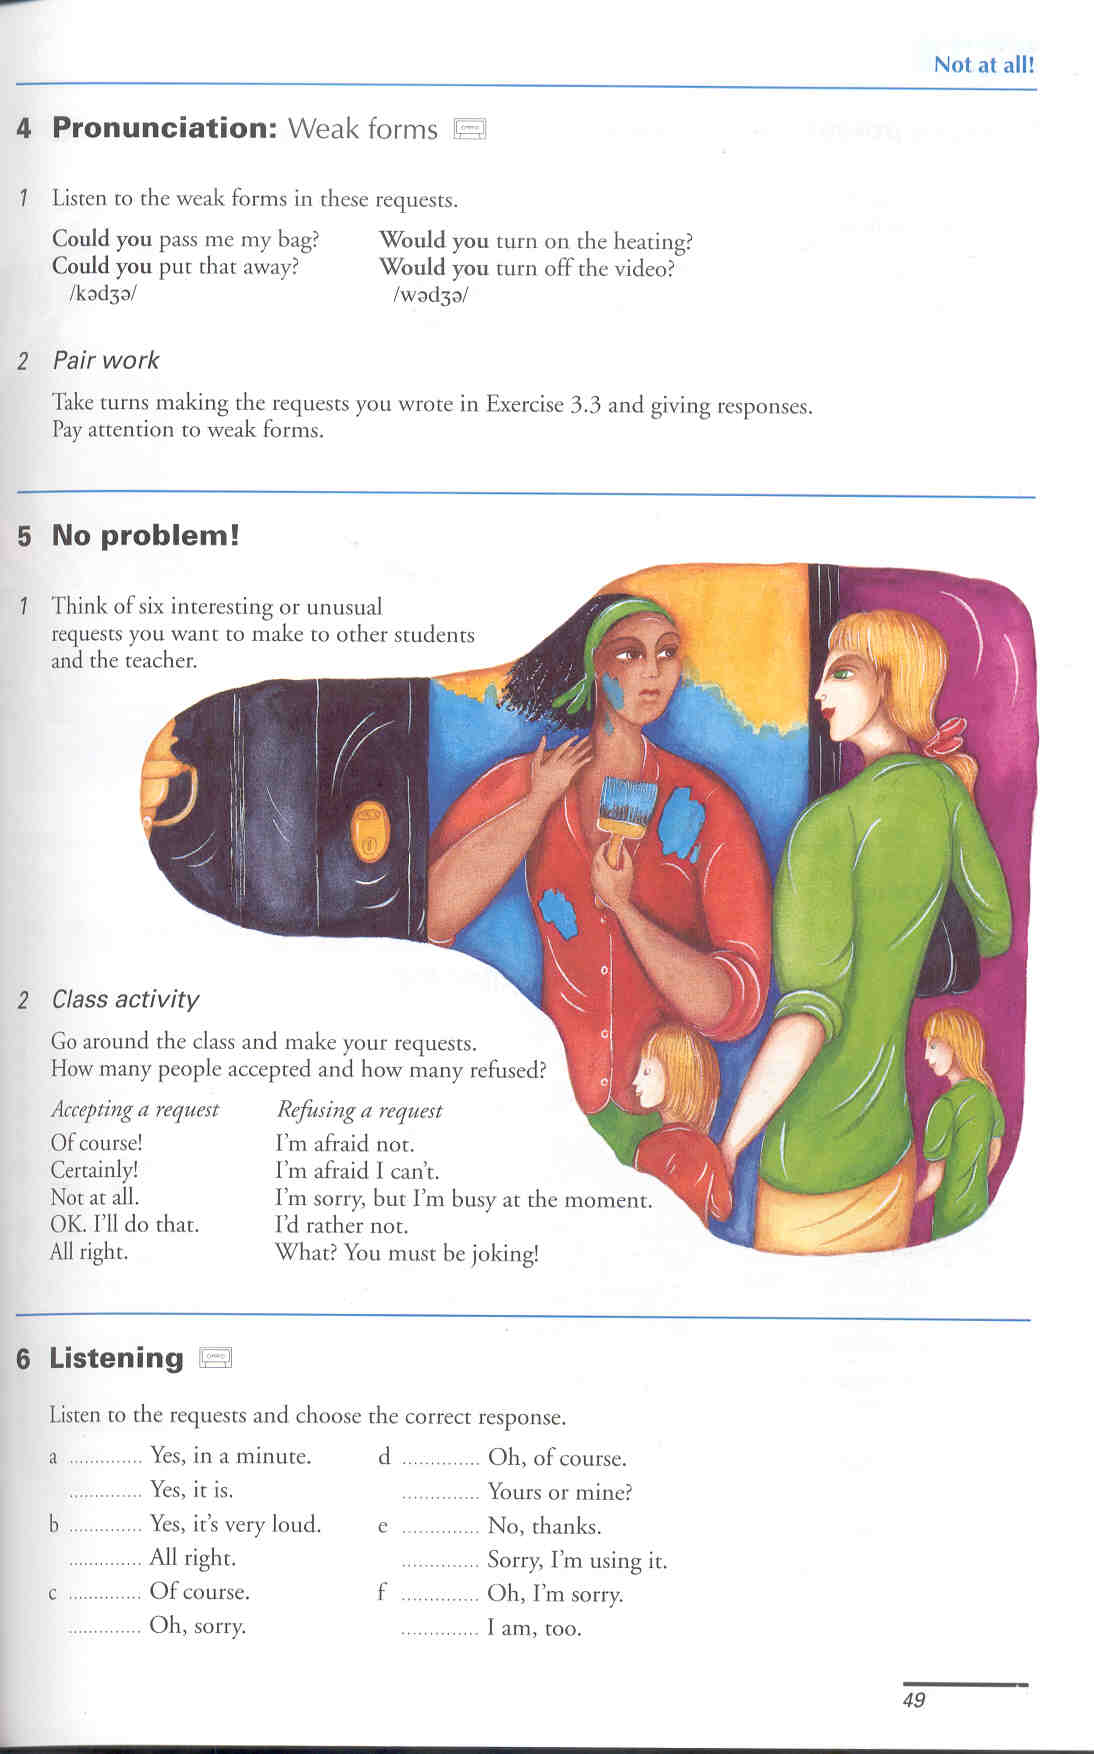 Not at all!
4 Pronunciation: Weak forms
1 Listen to the weak forms in these requests.
Could you pass me my bag?
Could you put that away?
/kədʒə/
Would you turn on the heating?
Would you turn off the video?
/wədʒə/
2 Pair work
Take turns making the requests you wrote in Exercise 3.3 and giving responses.
Pay attention to weak forms.
5 No problem!
1 Think of six interesting or unusual
requests you want to make to other students
and the teacher.
2 Class activity
Go around the class and make your requests.
How many people accepted and how many refused?
Accepting a request
Of course!
Certainly!
Not at all.
OK. I'll do that.
All right.
Refusing a request
I'm afraid not.
I'm afraid I can't.
I'm sorry, but I'm busy at the moment.
I'd rather not.
What? You must be joking!
6 Listening
Listen to the requests and choose the correct response.
a .............. Yes, in a minute.
.............. Yes, it is.
b .............. Yes, it's very loud.
.............. All right.
c .............. Of course.
.............. Oh, sorry.
d .............. Oh, of course.
.............. Yours or mine?
e .............. No, thanks.
.............. Sorry, I'm using it.
f .............. Oh, I'm sorry.
.............. I am, too.
49